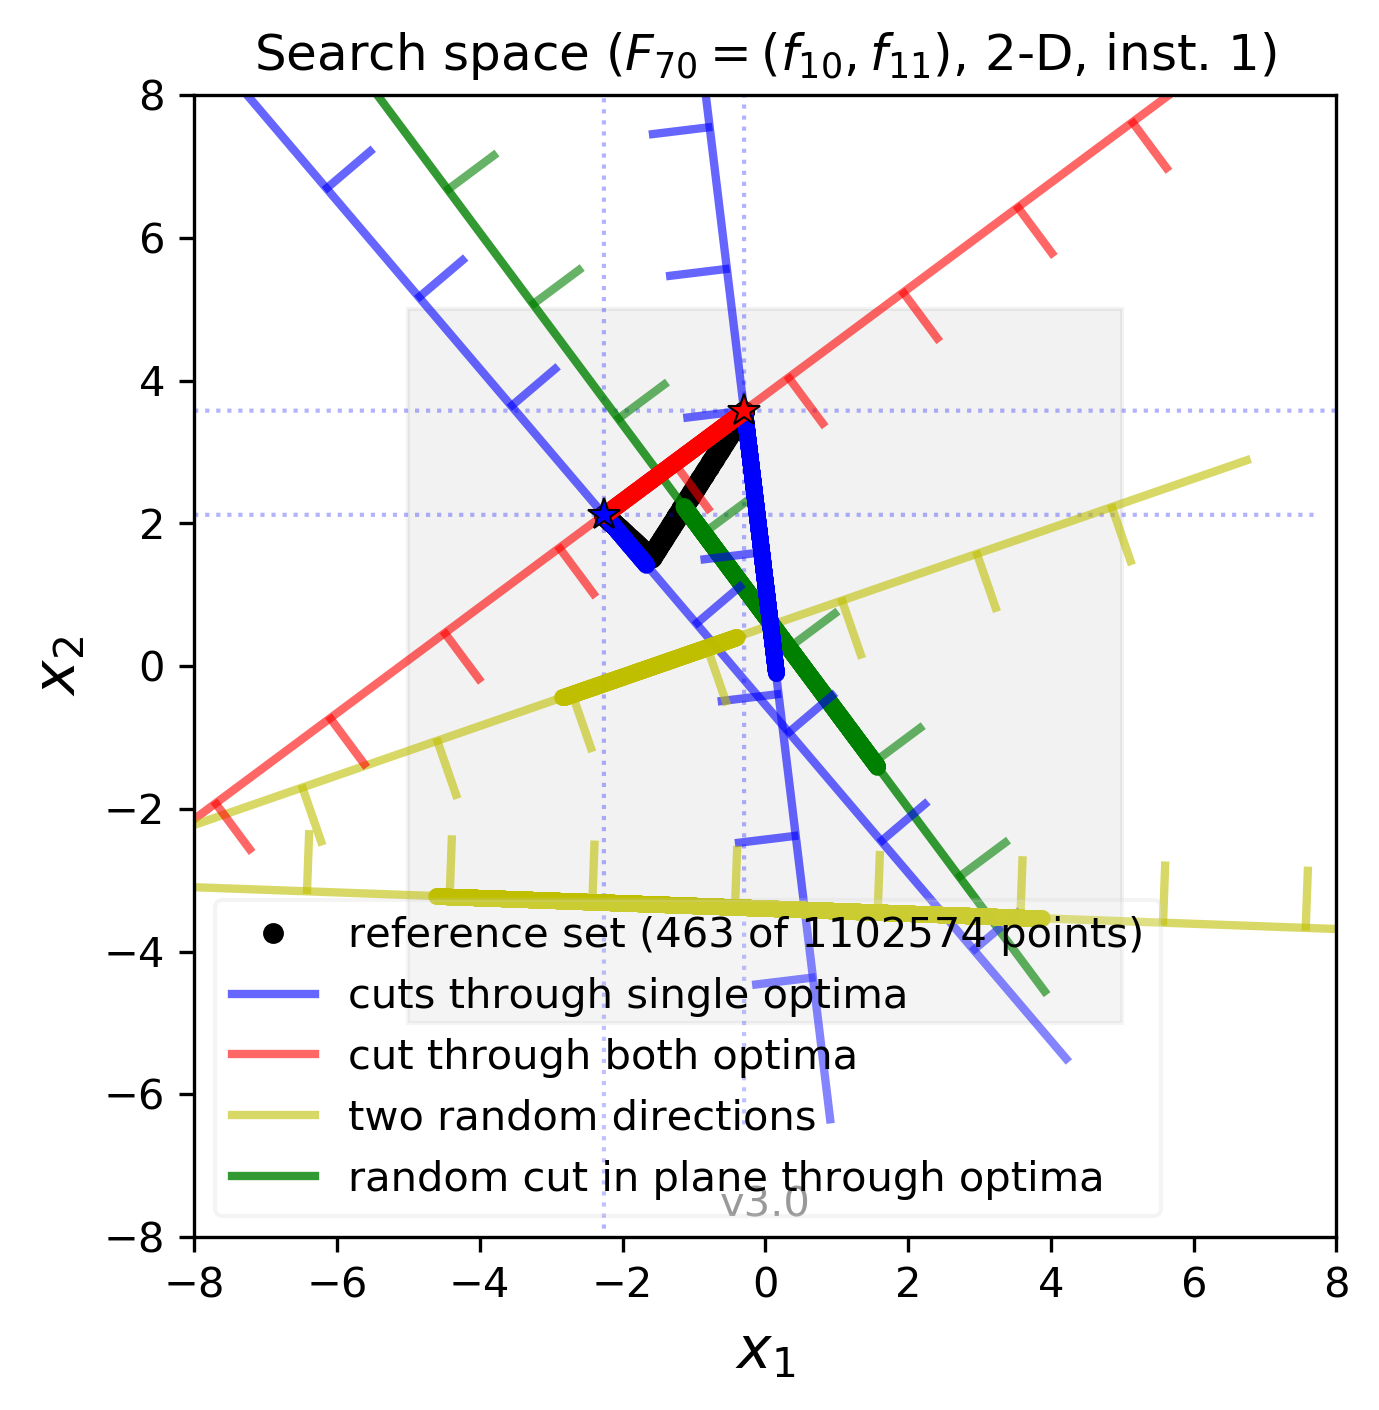 Search space (F70 = (f10, f11), 2-D, inst. 1)
8
6
4
2
0
−2
−4
−6
−8
x2
reference set (463 of 1102574 points)
cuts through single optima
cut through both optima
two random directions
random cut in plane through optima
v3.0
−8 −6 −4 −2 0 2 4 6 8
x1